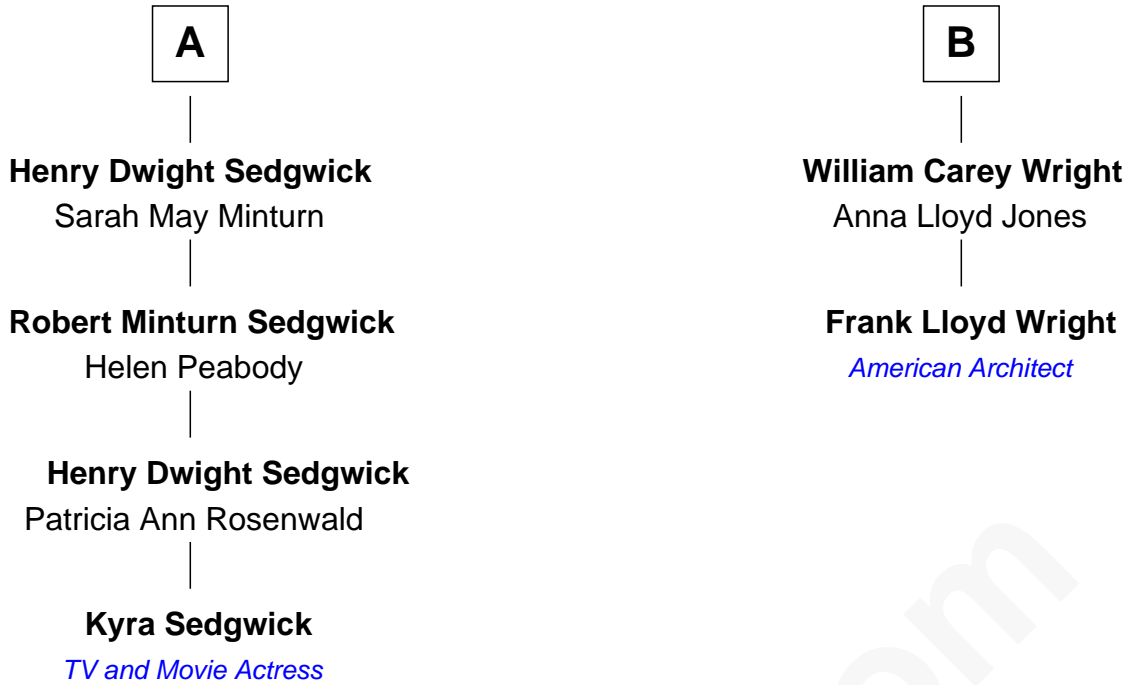 A
Henry Dwight Sedgwick
Sarah May Minturn
Robert Minturn Sedgwick
Helen Peabody
Henry Dwight Sedgwick
Patricia Ann Rosenwald
Kyra Sedgwick
TV and Movie Actress
B
William Carey Wright
Anna Lloyd Jones
Frank Lloyd Wright
American Architect
om